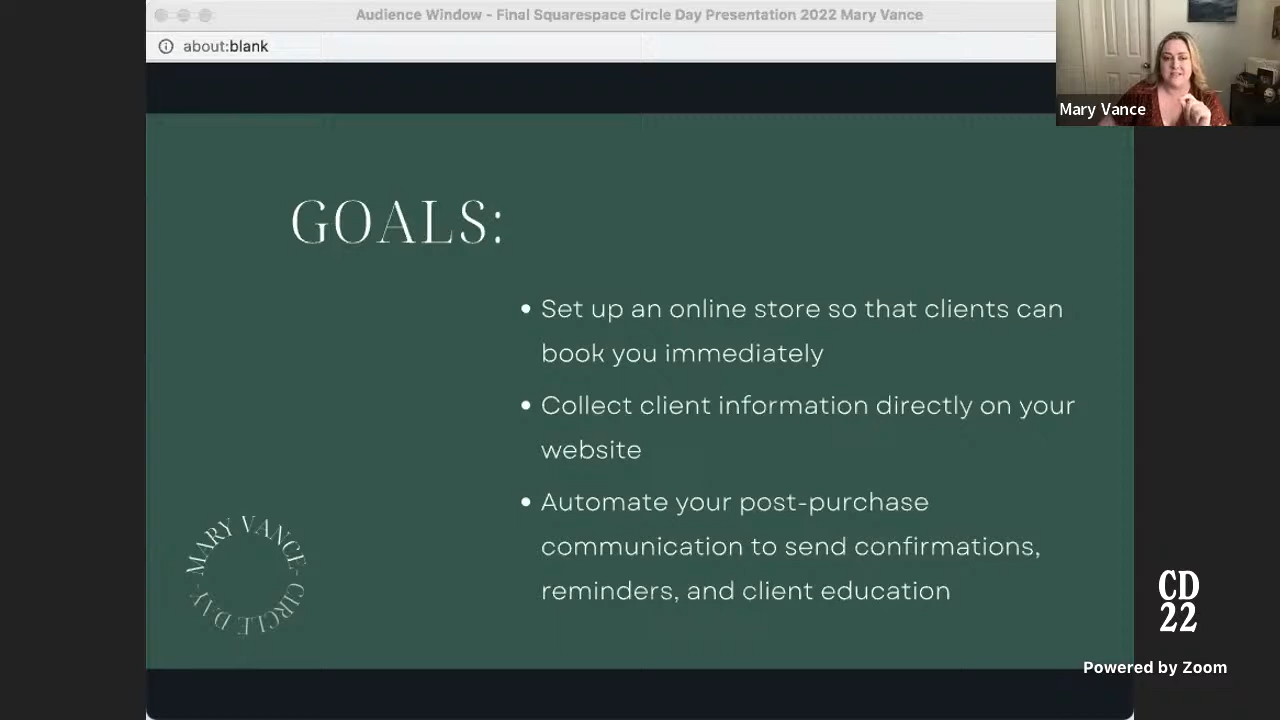 Audience Window - Final Squarespace Circle Day Presentation 2022 Mary Vance
about:blank
Mary Vance
GOALS:
• Set up an online store so that clients can
book you immediately
• Collect client information directly on your
website
• Automate your post-purchase
communication to send confirmations,
reminders, and client education
MARY VANCE- CIRCLE DAY-
CD
22
Powered by Zoom